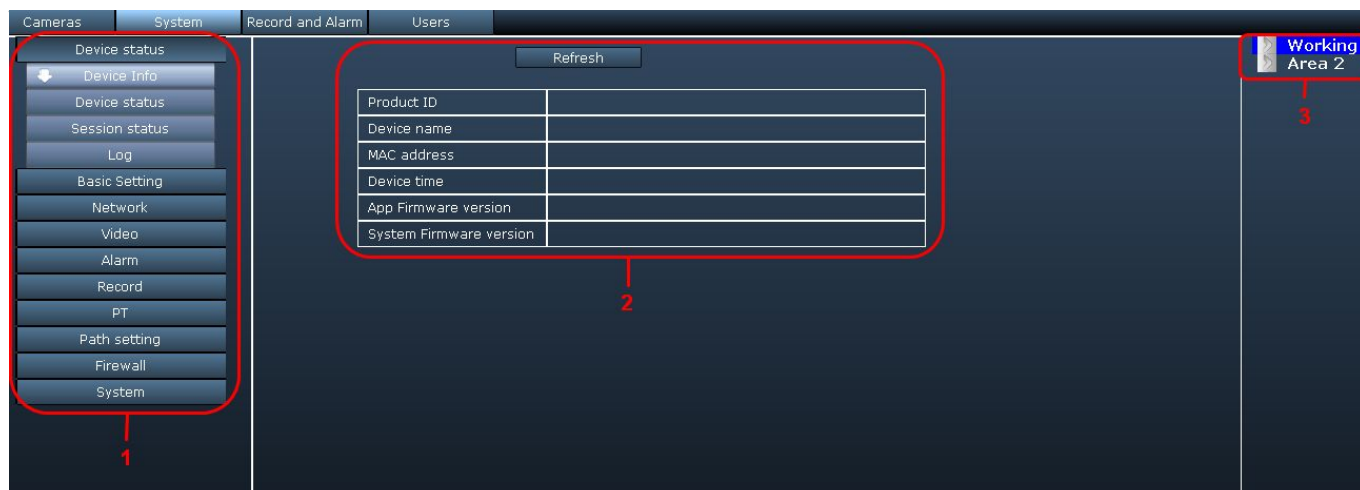 Cameras System Record and Alarm Users
Device status
Device Info
Device status
Session status
Log
Basic Setting
Network
Video
Alarm
Record
PT
Path setting
Firewall
System
1
Refresh
Product ID
Device name
MAC address
Device time
App Firmware version
System Firmware version
2
Working
Area 2
3